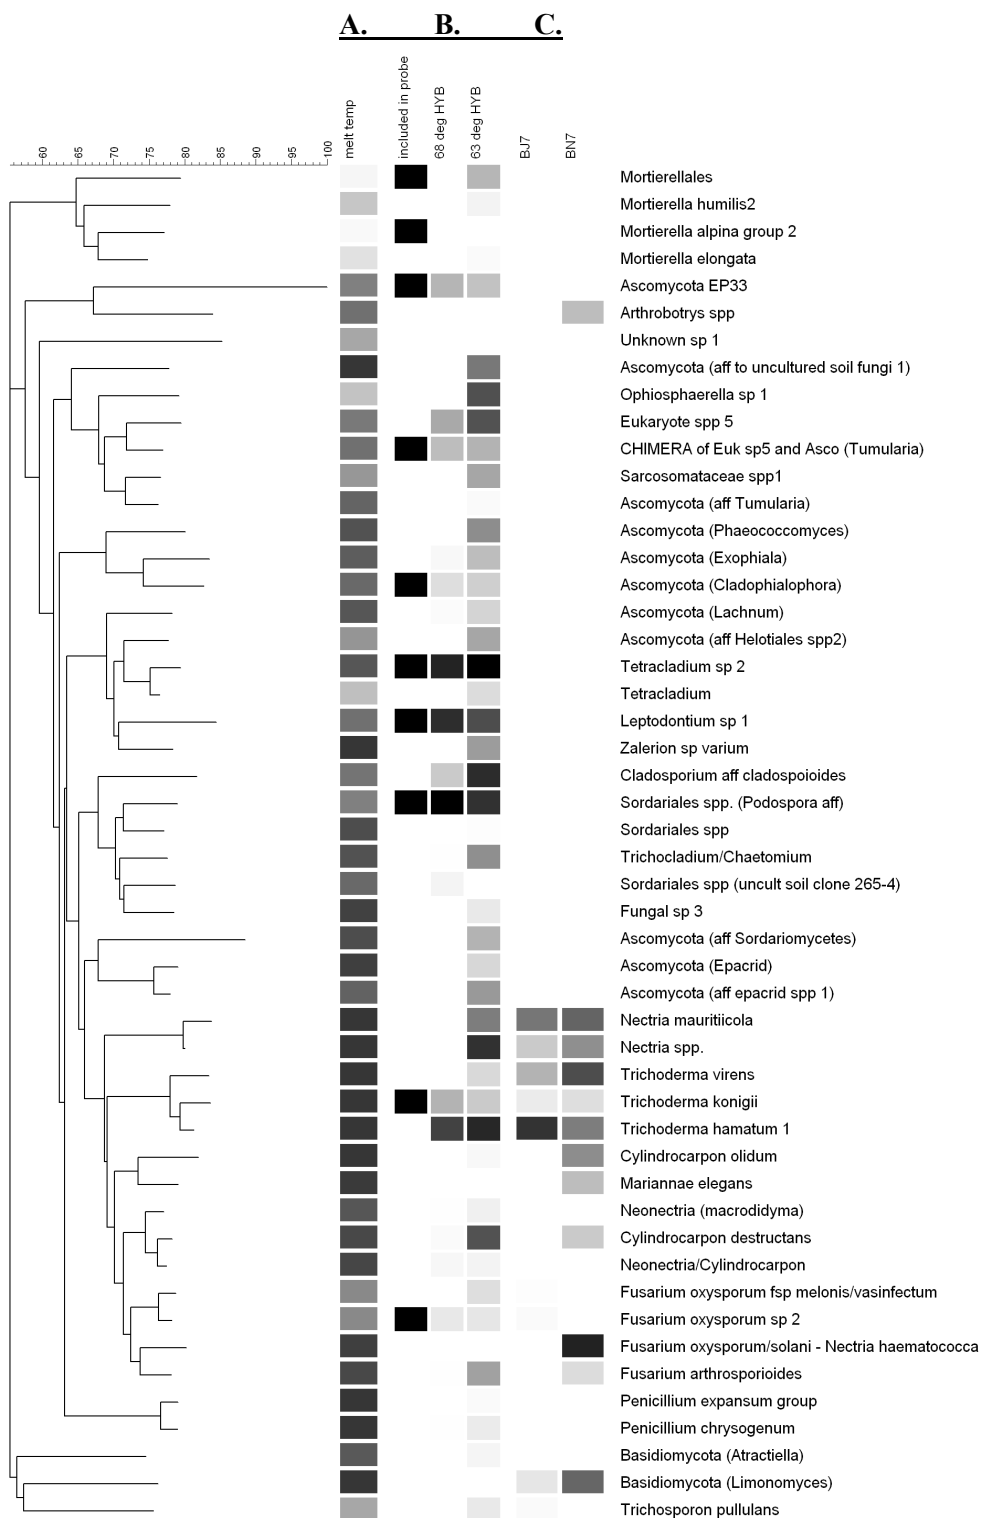 A. B. C.
melt temp
included in probe
68 deg HYB
63 deg HYB
BJ7
BN7
60 65 70 75 80 85 90 95 100
Mortierellales
Mortierella humilis2
Mortierella alpina group 2
Mortierella elongata
Ascomycota EP33
Arthrobotrys spp
Unknown sp 1
Ascomycota (aff to uncultured soil fungi 1)
Ophiosphaerella sp 1
Eukaryote spp 5
CHIMERA of Euk sp5 and Asco (Tumularia)
Sarcosomataceae spp1
Ascomycota (aff Tumularia)
Ascomycota (Phaeococcomyces)
Ascomycota (Exophiala)
Ascomycota (Cladophialophora)
Ascomycota (Lachnum)
Ascomycota (aff Helotiales spp2)
Tetracladium sp 2
Tetracladium
Leptodontium sp 1
Zalerion sp varium
Cladosporium aff cladospoioides
Sordariales spp. (Podospora aff)
Sordariales spp
Trichocladium/Chaetomium
Sordariales spp (uncult soil clone 265-4)
Fungal sp 3
Ascomycota (aff Sordariomycetes)
Ascomycota (Epacrid)
Ascomycota (aff epacrid spp 1)
Nectria mauritiicola
Nectria spp.
Trichoderma virens
Trichoderma konigii
Trichoderma hamatum 1
Cylindrocarpon olidum
Mariannae elegans
Neonectria (macrodidyma)
Cylindrocarpon destructans
Neonectria/Cylindrocarpon
Fusarium oxysporum fsp melonis/vasinfectum
Fusarium oxysporum sp 2
Fusarium oxysporum/solani - Nectria haematococca
Fusarium arthrosporioides
Penicillium expansum group
Penicillium chrysogenum
Basidiomycota (Atractiella)
Basidiomycota (Limonomyces)
Trichosporon pullulans